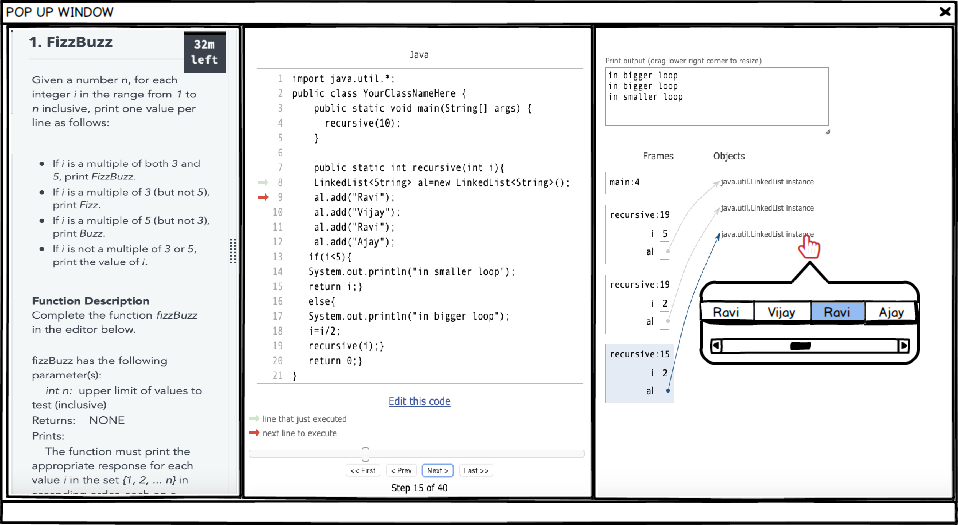 POP UP WINDOW
1. FizzBuzz
32m
left
Given a number n, for each
integer i in the range from 1 to
n inclusive, print one value per
line as follows:
If i is a multiple of both 3 and
5, print FizzBuzz.
If i is a multiple of 3 (but not 5),
print Fizz.
If i is a multiple of 5 (but not 3),
print Buzz.
If i is not a multiple of 3 or 5,
print the value of i.
Function Description
Complete the function fizzBuzz
in the editor below.
fizzBuzz has the following
parameter(s):
int n: upper limit of values to
test (inclusive)
Returns: NONE
Prints:
The function must print the
appropriate response for each
value i in the set {1, 2, ... n} in
Java
1 import java.util.*;
2 public class YourClassNameHere {
3 public static void main(String[] args) {
4 recursive(10);
5 }
6
7 public static int recursive(int i){
8 LinkedList<String> al=new LinkedList<String>();
9 al.add("Ravi");
10 al.add("Vijay");
11 al.add("Ravi");
12 al.add("Ajay");
13 if(i<5){
14 System.out.println("in smaller loop");
15 return i;}
16 else{
17 System.out.println("in bigger loop");
18 i=i/2;
19 recursive(i);}
20 return 0;}
21 }
Edit this code
line that just executed
next line to execute
<< First
< Prev
Next >
Last >>
Step 15 of 40
Print output (drag lower right corner to resize)
in bigger loop
in bigger loop
in smaller loop
Frames
Objects
main:4
java.util.LinkedList instance
recursive:19
i 5
al
java.util.LinkedList instance
java.util.LinkedList instance
recursive:19
i 2
al
recursive:15
i 2
al
Ravi
Vijay
Ravi
Ajay